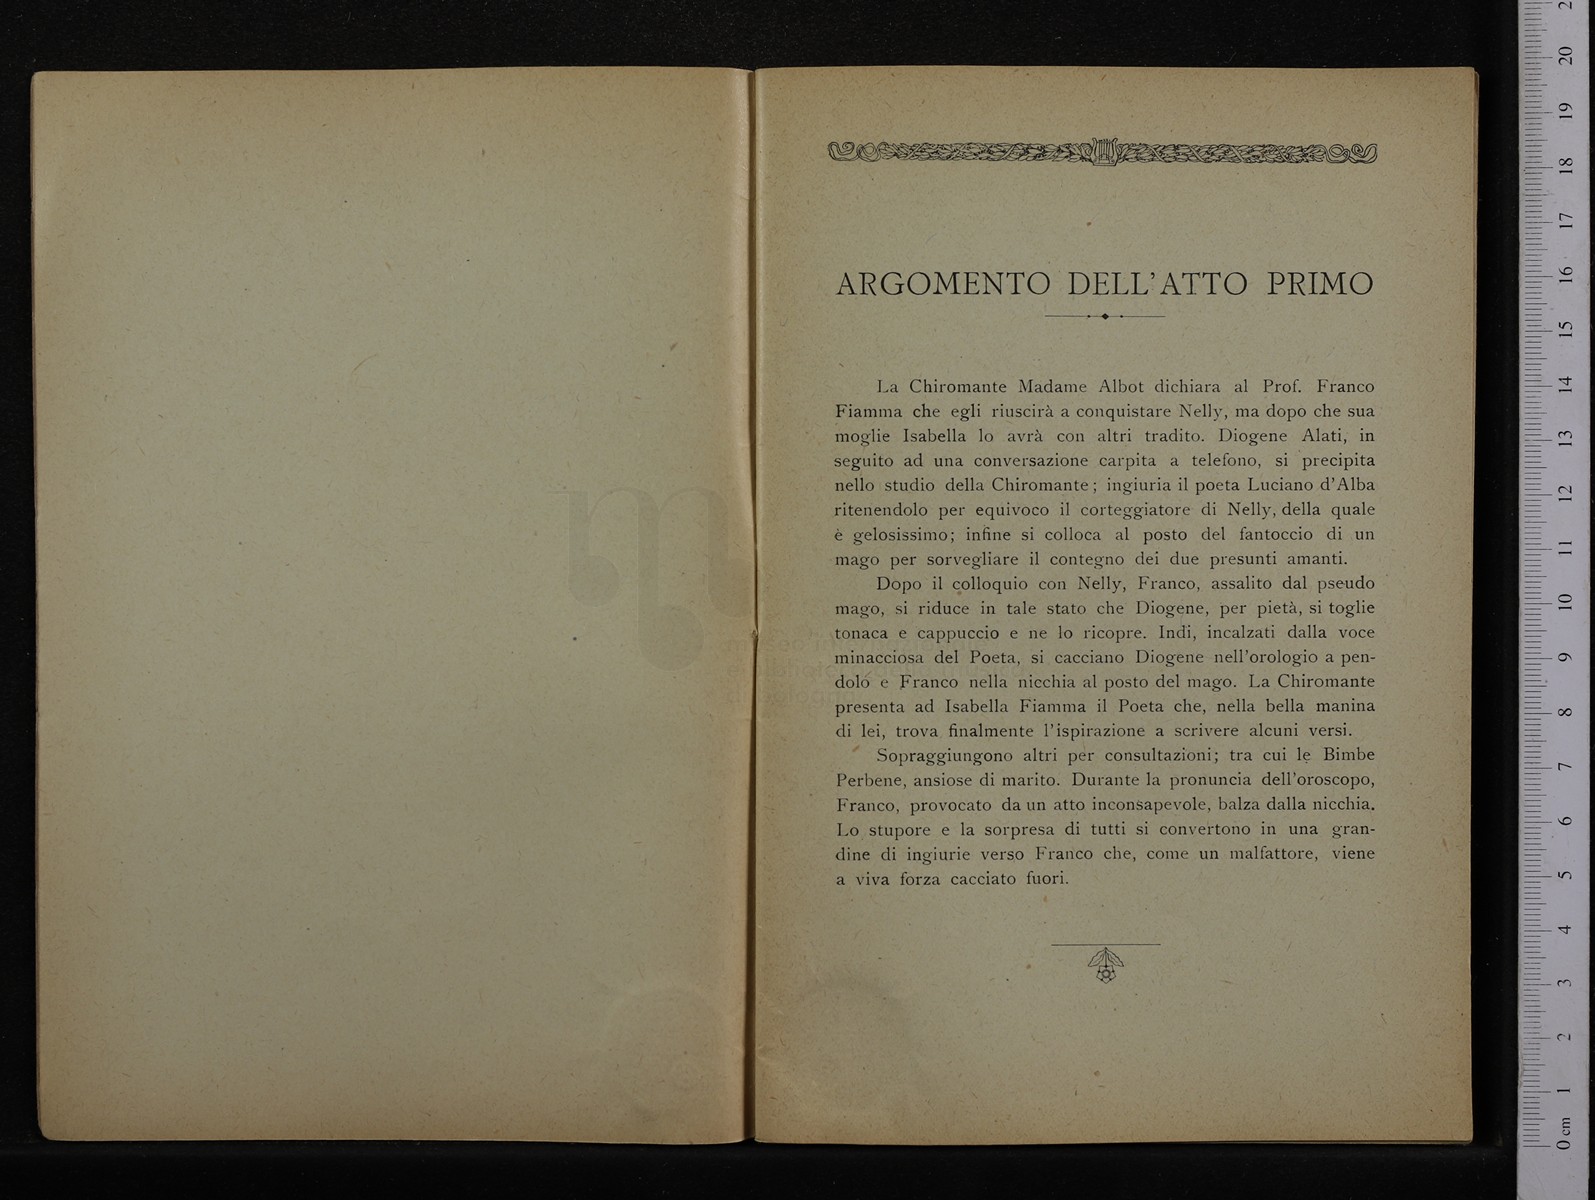 ARGOMENTO DELL'ATTO PRIMO
La Chiromante Madame Albot dichiara al Prof. Franco
Fiamma che egli riuscirà a conquistare Nelly, ma dopo che sua
moglie Isabella lo avrà con altri tradito. Diogene Alati, in
seguito ad una conversazione carpita a telefono, si precipita
nello studio della Chiromante; ingiuria il poeta Luciano d'Alba
ritenendolo per equivoco il corteggiatore di Nelly, della quale
è gelosissimo; infine si colloca al posto del fantoccio di un
mago per sorvegliare il contegno dei due presunti amanti.
Dopo il colloquio con Nelly, Franco, assalito dal pseudo
mago, si riduce in tale stato che Diogene, per pietà, si toglie
tonaca e cappuccio e ne lo ricopre. Indi, incalzati dalla voce
minacciosa del Poeta, si cacciano Diogene nell'orologio a pen-
dolo e Franco nella nicchia al posto del mago. La Chiromante
presenta ad Isabella Fiamma il Poeta che, nella bella manina
di lei, trova finalmente l'ispirazione a scrivere alcuni versi.
Sopraggiungono altri per consultazioni; tra cui le Bimbe
Perbene, ansiose di marito. Durante la pronuncia dell'oroscopo,
Franco, provocato da un atto inconsapevole, balza dalla nicchia.
Lo stupore e la sorpresa di tutti si convertono in una gran-
dine di ingiurie verso Franco che, come un malfattore, viene
a viva forza cacciato fuori.
20
19
18
17
16
15
14
13
12
11
10
9
8
7
6
5
4
3
2
1
0 cm